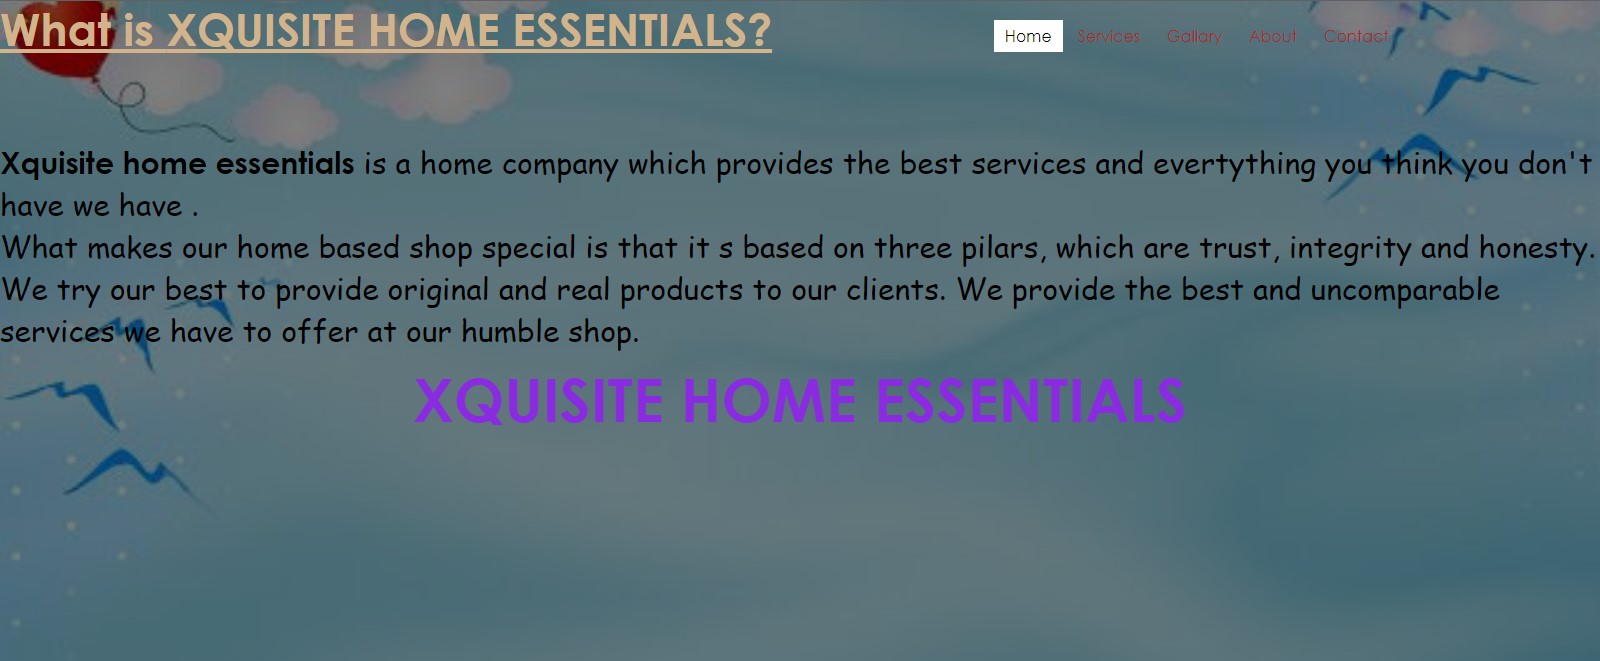 What is XQUISITE HOME ESSENTIALS?
Home Services Gallary About Contact
Xquisite home essentials is a home company which provides the best services and evertything you think you don't
have we have .
What makes our home based shop special is that it s based on three pilars, which are trust, integrity and honesty.
We try our best to provide original and real products to our clients. We provide the best and uncomparable
services we have to offer at our humble shop.
XQUISITE HOME ESSENTIALS